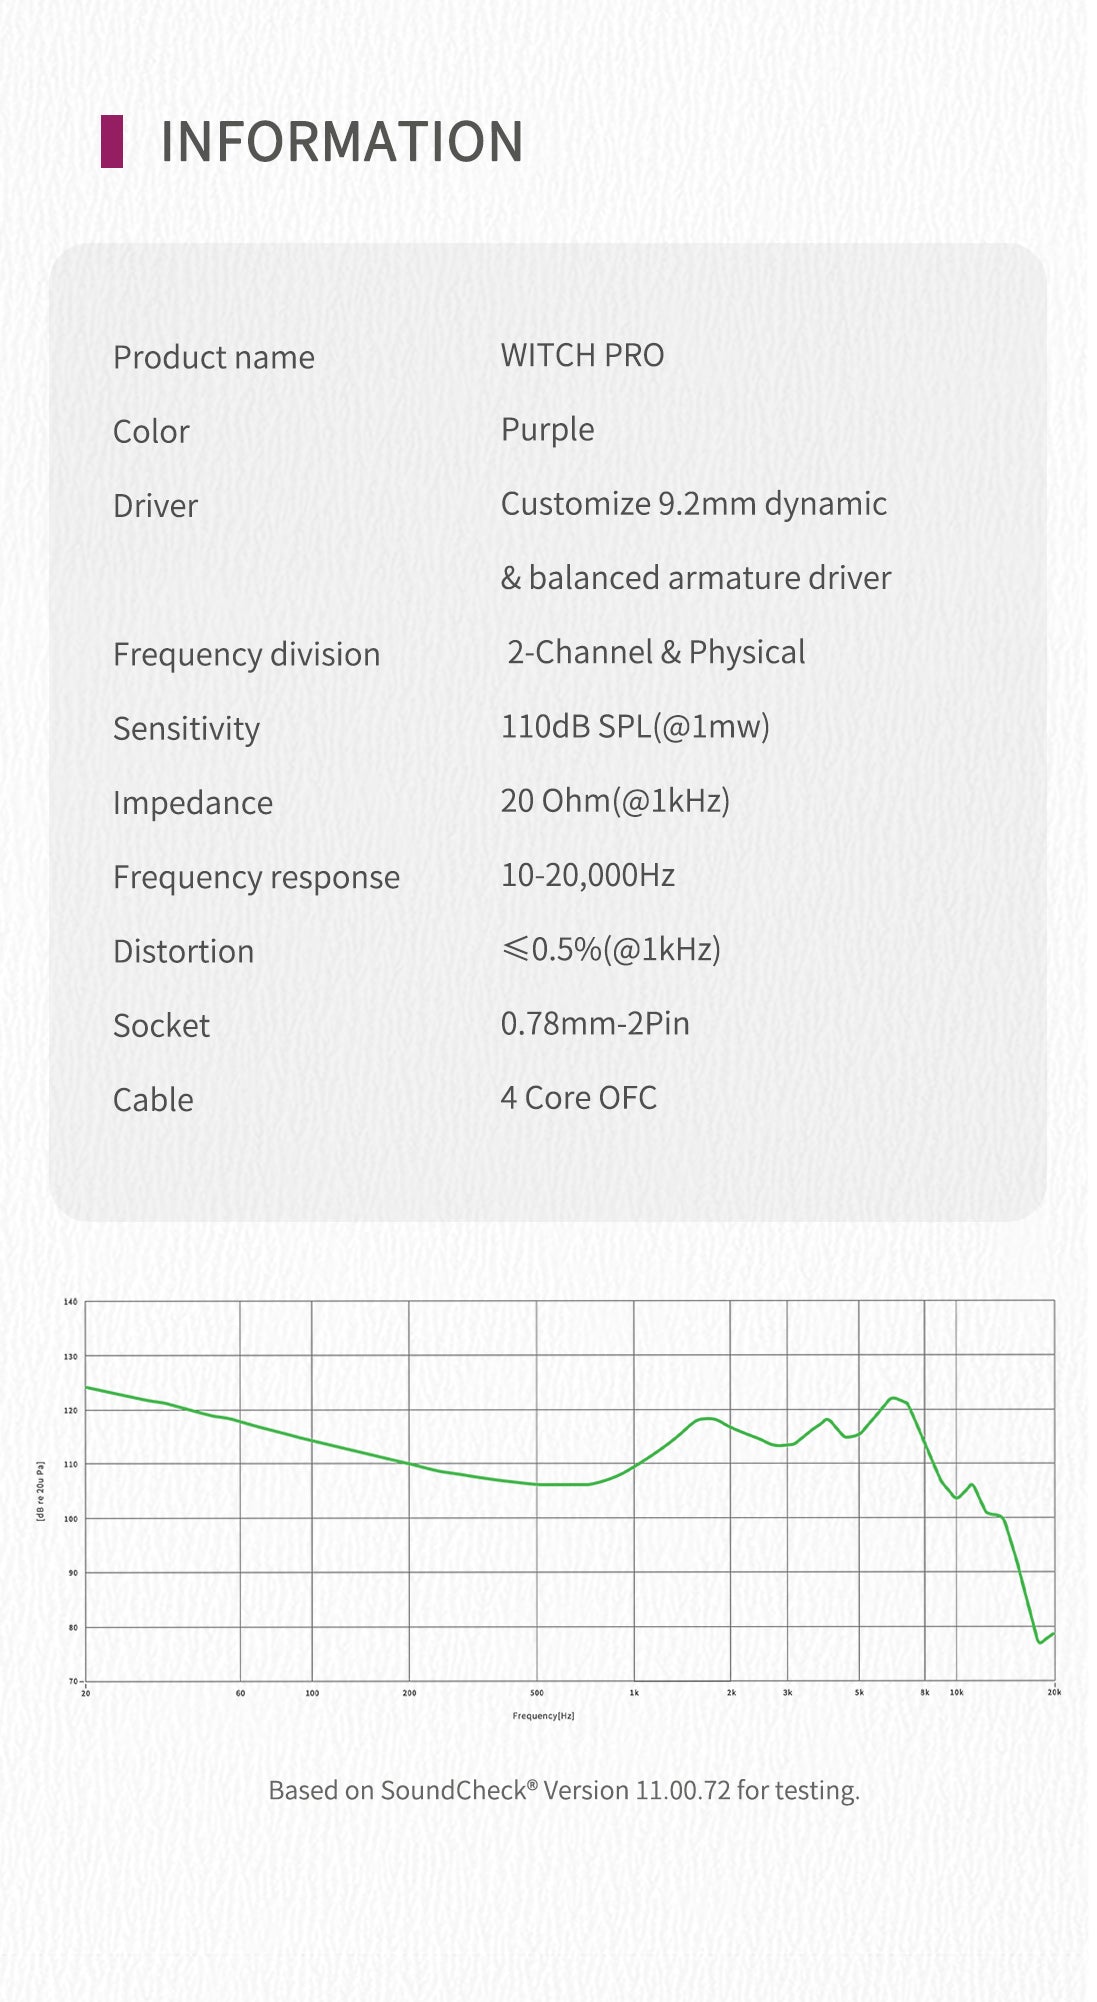 INFORMATION
Product name WITCH PRO
Color Purple
Driver Customize 9.2mm dynamic
& balanced armature driver
Frequency division 2-Channel & Physical
Sensitivity 110dB SPL(@1mw)
Impedance 20 Ohm(@1kHz)
Frequency response 10-20,000Hz
Distortion ⩽0.5%(@1kHz)
Socket 0.78mm-2Pin
Cable 4 Core OFC
140
130
120
110
100
90
80
70
[dB re 20u Pa]
20 60 100 200 500 1k 2k 3k 5k 8k 10k 20k
Frequency[Hz]
Based on SoundCheck® Version 11.00.72 for testing.